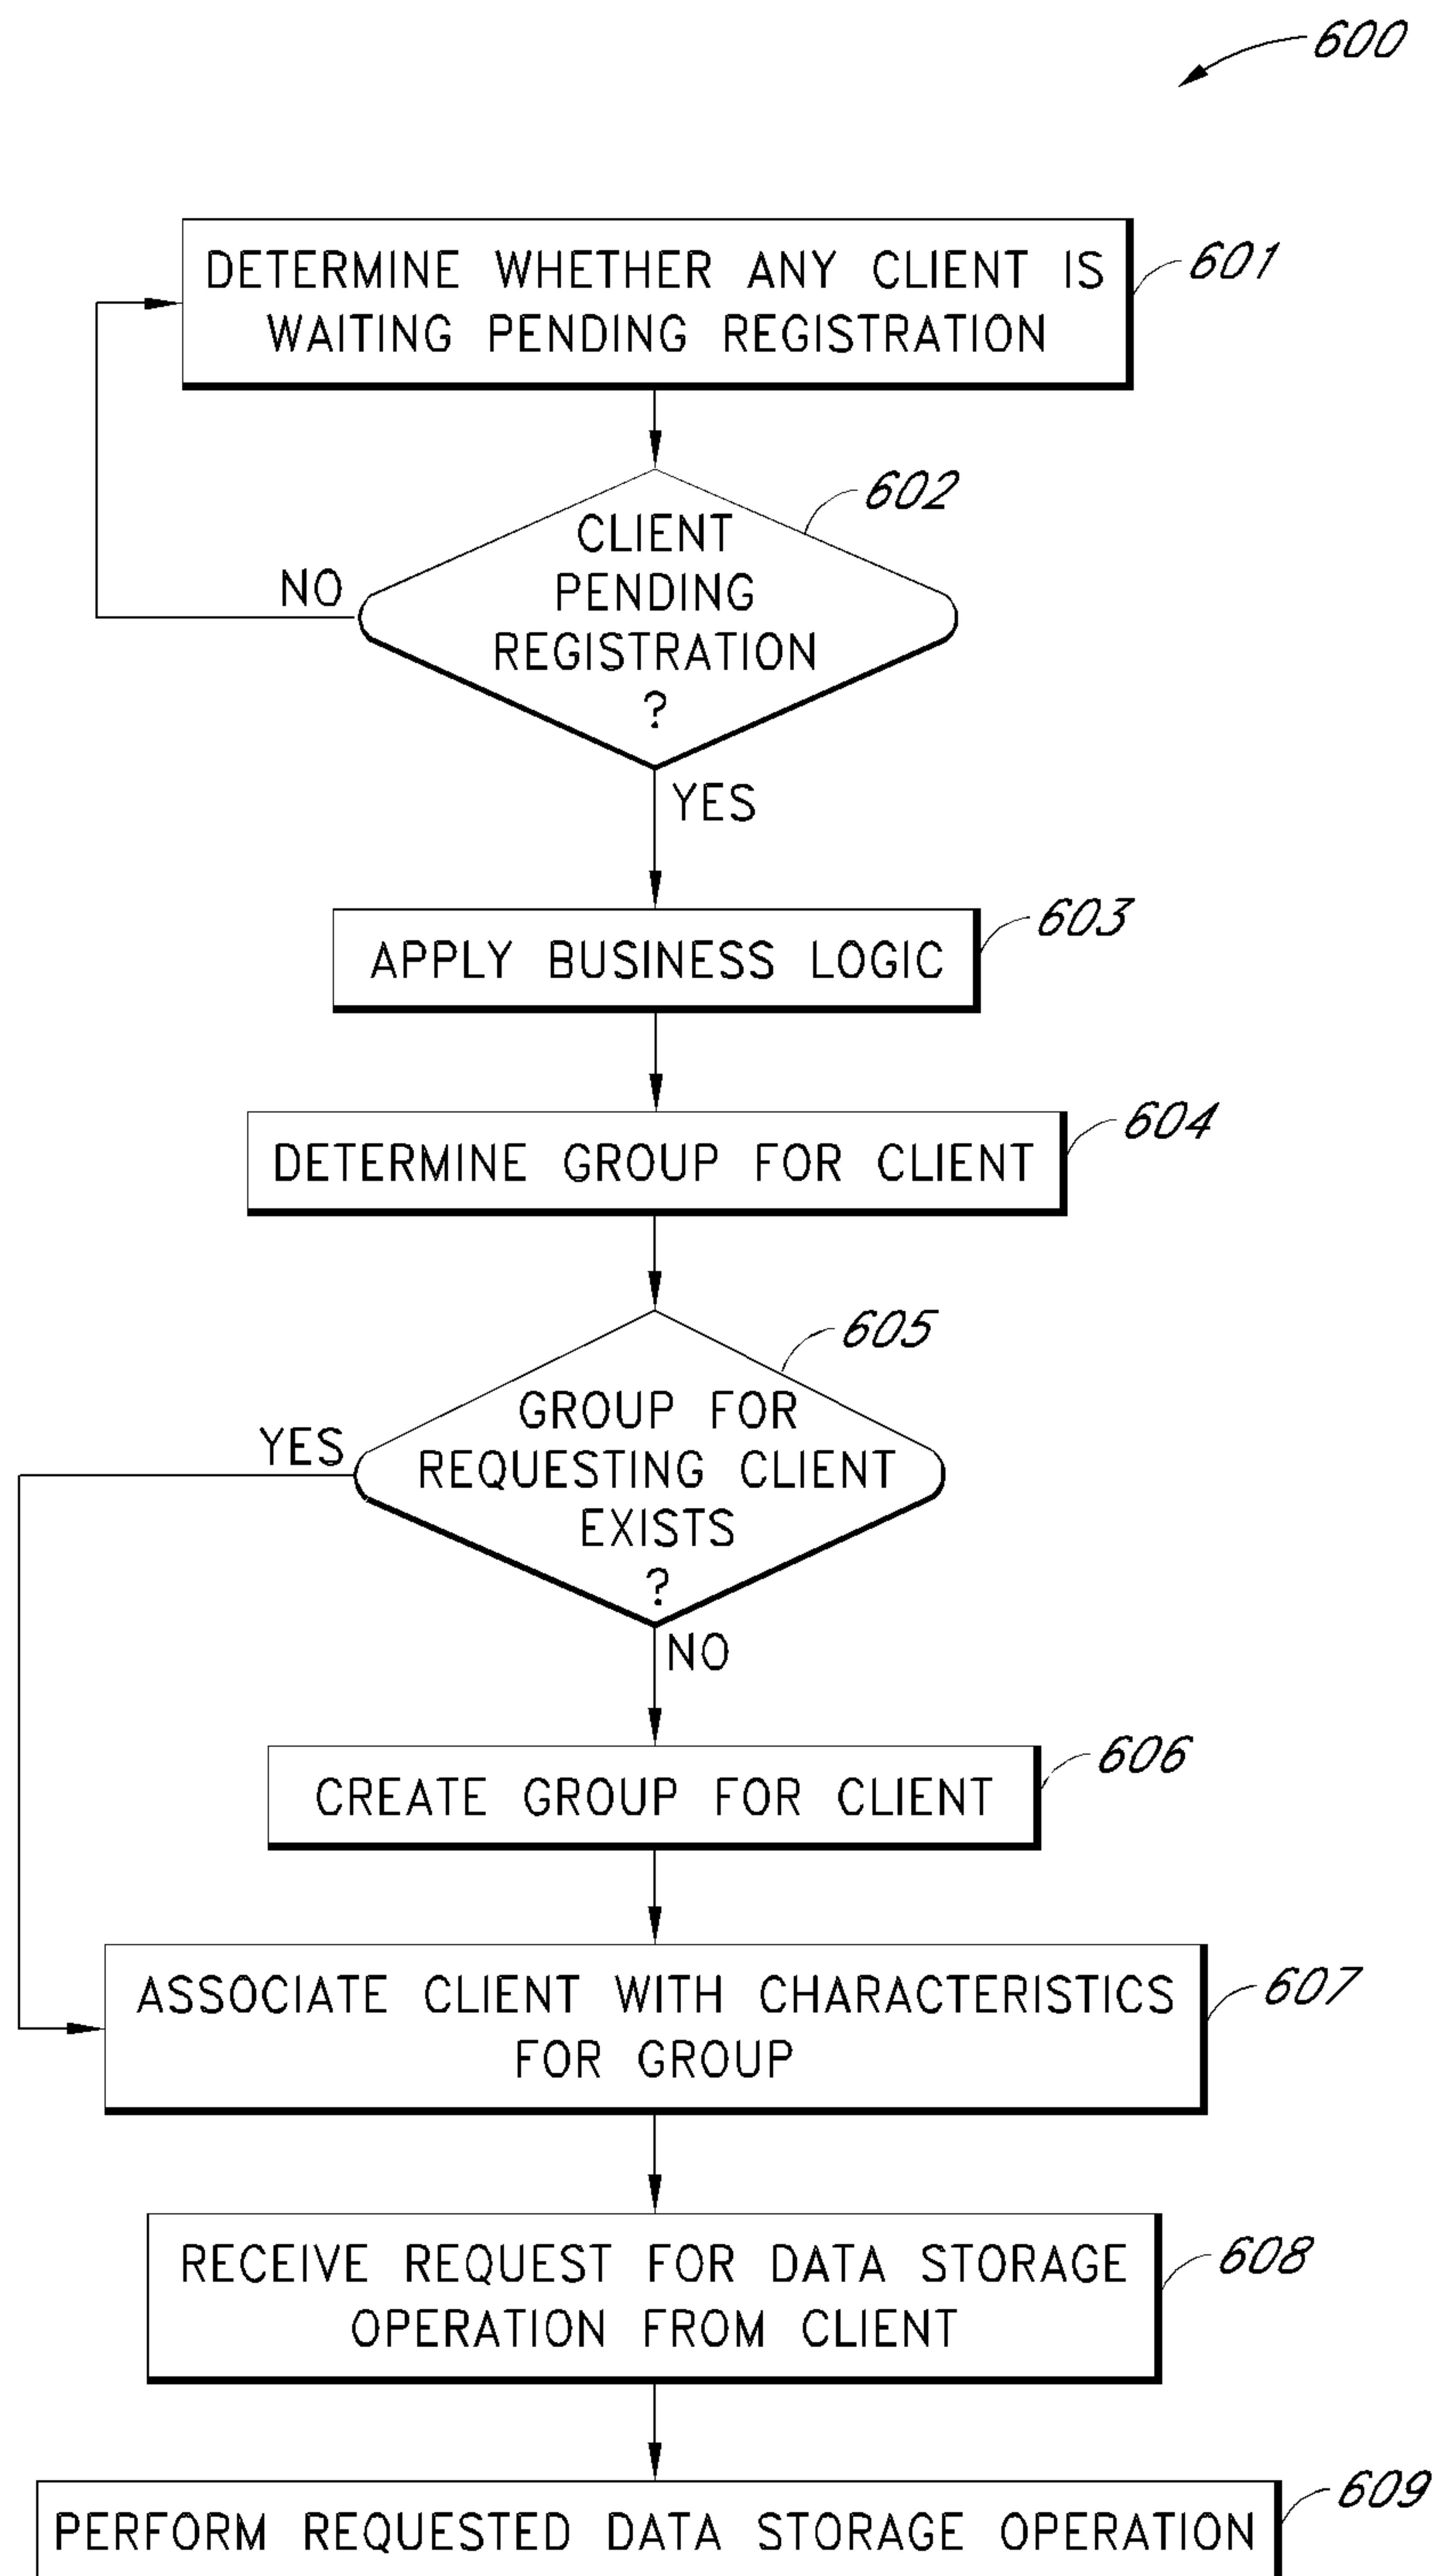 600
DETERMINE WHETHER ANY CLIENT IS
WAITING PENDING REGISTRATION
601
602
CLIENT
PENDING
REGISTRATION
?
NO
YES
603
APPLY BUSINESS LOGIC
604
DETERMINE GROUP FOR CLIENT
605
GROUP FOR
REQUESTING CLIENT
EXISTS
?
YES
NO
606
CREATE GROUP FOR CLIENT
607
ASSOCIATE CLIENT WITH CHARACTERISTICS
FOR GROUP
608
RECEIVE REQUEST FOR DATA STORAGE
OPERATION FROM CLIENT
609
PERFORM REQUESTED DATA STORAGE OPERATION